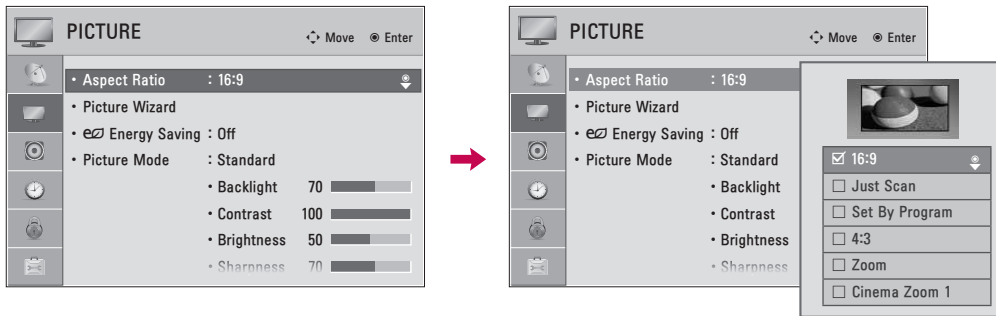 PICTURE
Move Enter
• Aspect Ratio : 16:9
• Picture Wizard
• Energy Saving : Off
• Picture Mode : Standard
• Backlight 70
• Contrast 100
• Brightness 50
• Sharpness 70
PICTURE
Move Enter
• Aspect Ratio : 16:9
• Picture Wizard
• Energy Saving : Off
• Picture Mode : Standard
• Backlight
• Contrast
• Brightness
• Sharpness
16:9
Just Scan
Set By Program
4:3
Zoom
Cinema Zoom 1